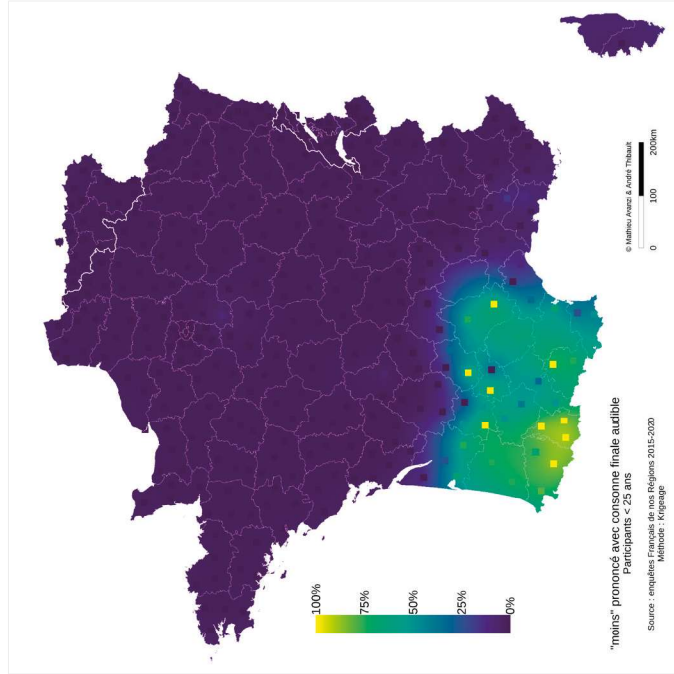 © Mathieu Avanzi & André Thibault
0 100 200km
100%
75%
50%
25%
0%
"moins" prononcé avec consonne finale audible
Participants < 25 ans
Source : enquêtes Français de nos Régions 2015-2020
Méthode : Krigeage